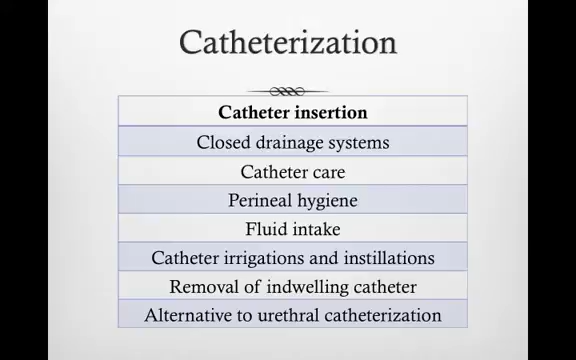 Catheterization
Catheter insertion
Closed drainage systems
Catheter care
Perineal hygiene
Fluid intake
Catheter irrigations and instillations
Removal of indwelling catheter
Alternative to urethral catheterization